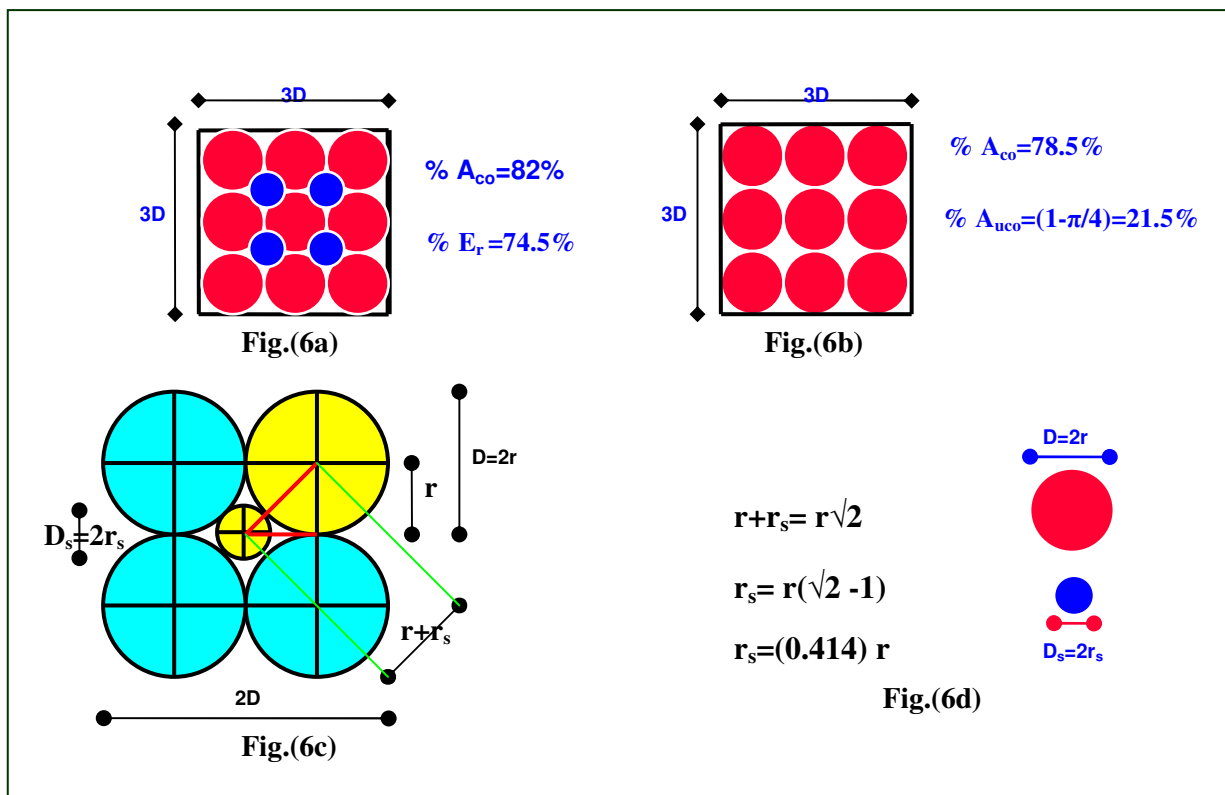 3D
3D
% Aco=82%
% Er =74.5%
Fig.(6a)
3D
3D
% Aco=78.5%
% Auco=(1-π/4)=21.5%
Fig.(6b)
D=2r
r
Ds=2rs
r+rs
2D
Fig.(6c)
D=2r
r+rs= r√2
rs= r(√2 -1)
rs=(0.414) r
Ds=2rs
Fig.(6d)